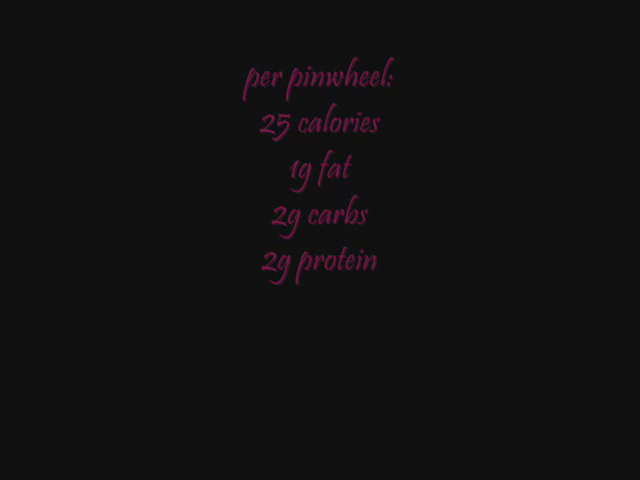 per pinwheel:
25 calories
1g fat
2g carbs
2g protein